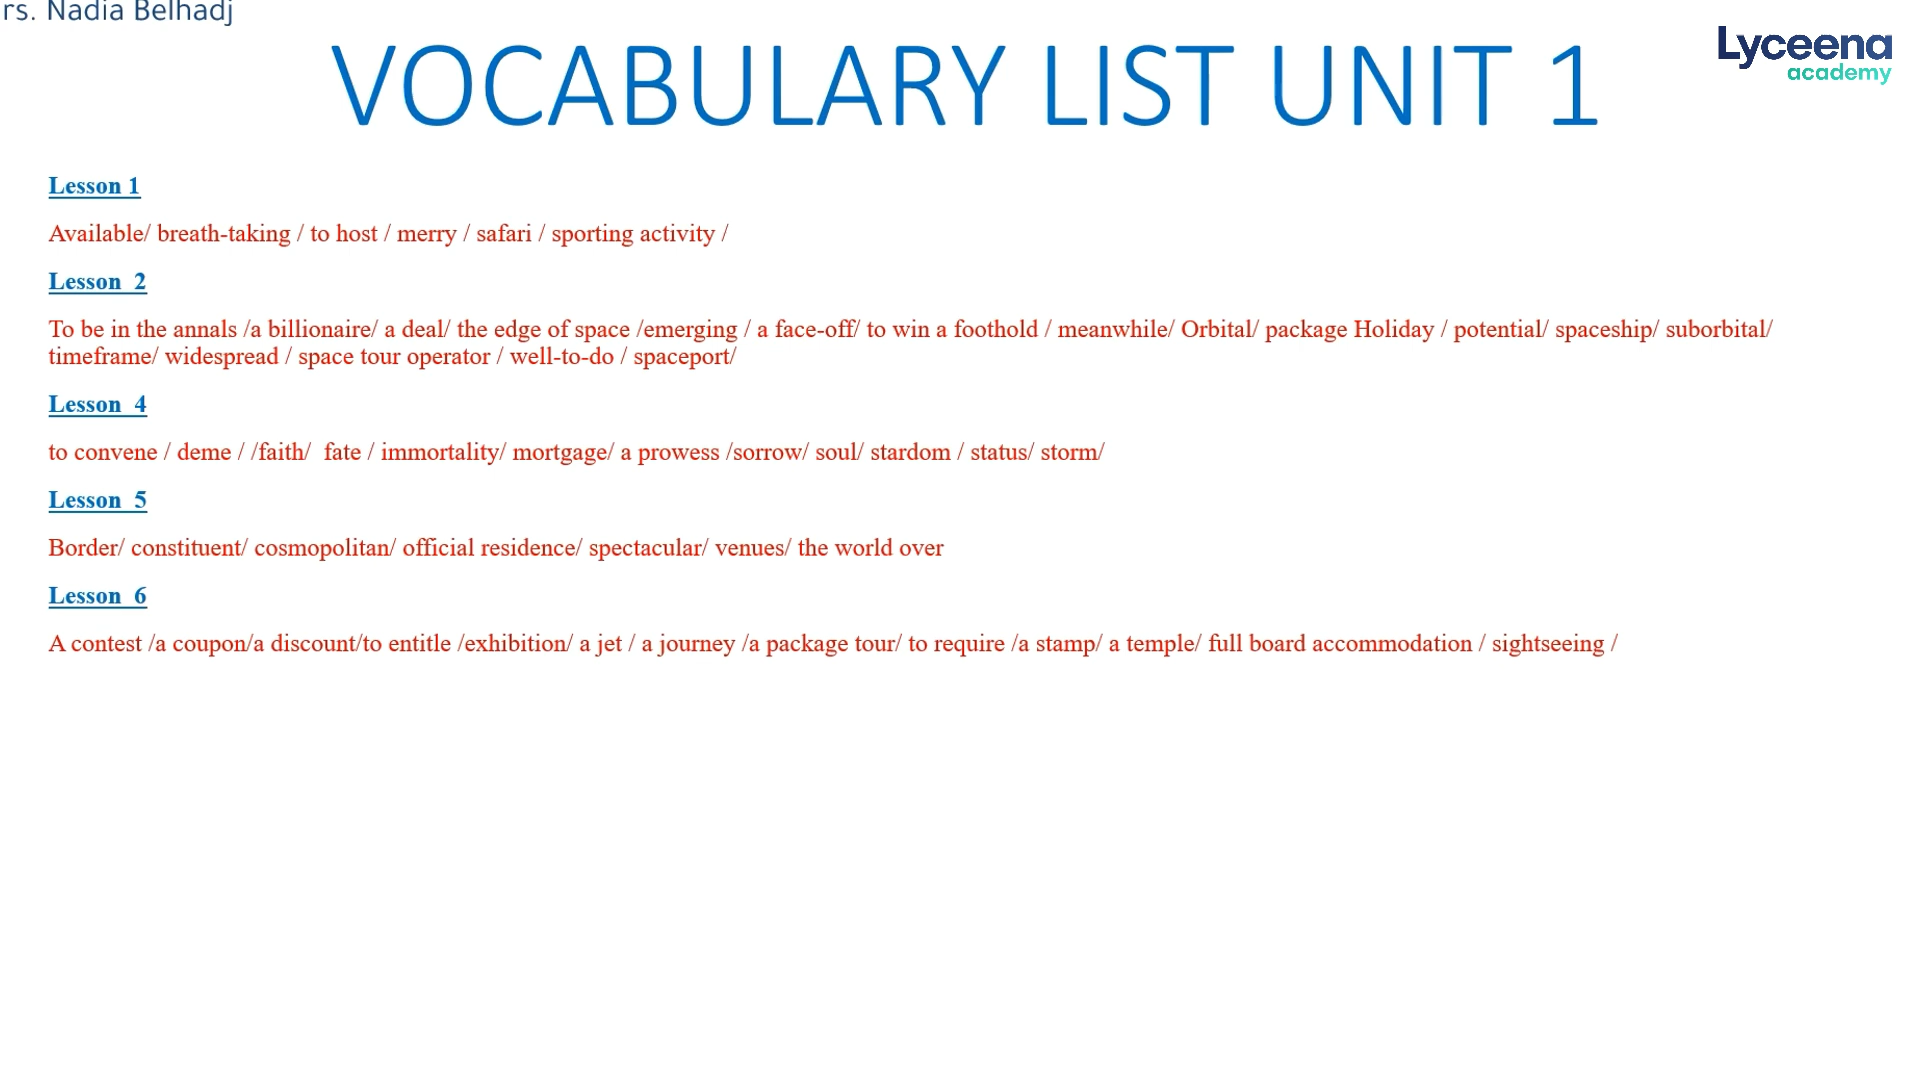 rs. Nadia Belhadj
Lyceena
academy
VOCABULARY LIST UNIT 1
Lesson 1
Available/ breath-taking / to host / merry / safari / sporting activity /
Lesson  2
To be in the annals /a billionaire/ a deal/ the edge of space /emerging / a face-off/ to win a foothold / meanwhile/ Orbital/ package Holiday / potential/ spaceship/ suborbital/
timeframe/ widespread / space tour operator / well-to-do / spaceport/
Lesson  4
to convene / deme / /faith/  fate / immortality/ mortgage/ a prowess /sorrow/ soul/ stardom / status/ storm/
Lesson  5
Border/ constituent/ cosmopolitan/ official residence/ spectacular/ venues/ the world over
Lesson  6
A contest /a coupon/a discount/to entitle /exhibition/ a jet / a journey /a package tour/ to require /a stamp/ a temple/ full board accommodation / sightseeing /